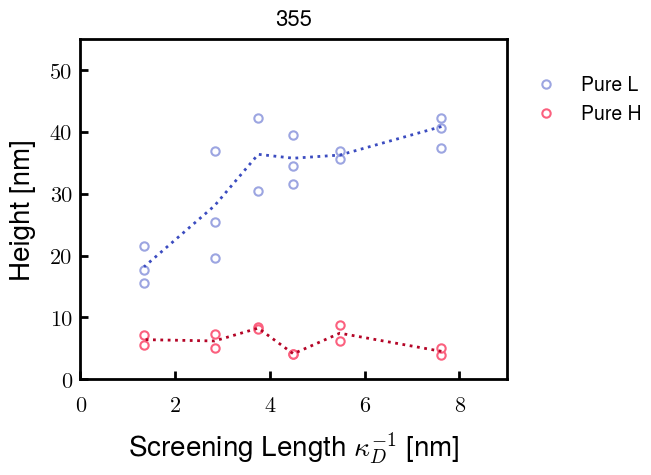 355
50
40
30
20
10
0
Height [nm]
0 2 4 6 8
Screening Length κ_D^{-1} [nm]
Pure L
Pure H